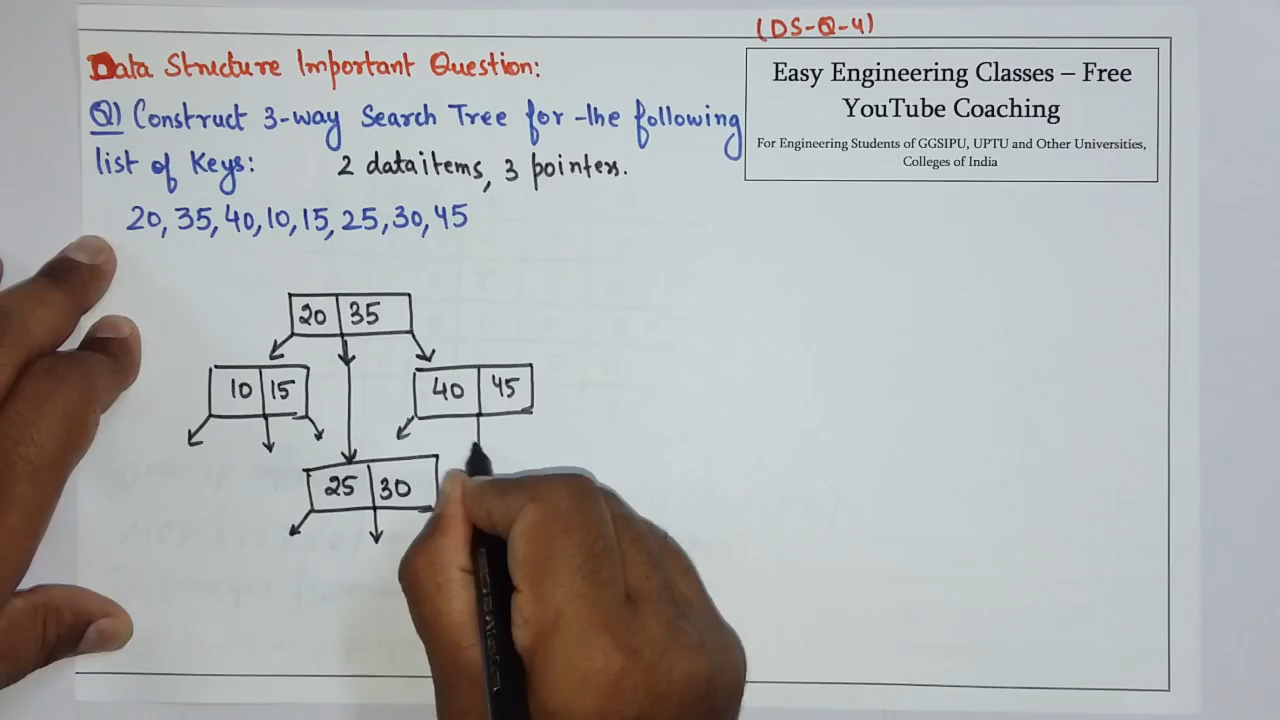 (DS-Q-4)
Data Structure Important Question:
Easy Engineering Classes – Free
YouTube Coaching
For Engineering Students of GGSIPU, UPTU and Other Universities,
Colleges of India
Q) Construct 3-way Search Tree for the following
list of Keys: 2 dataitems, 3 pointers.
20, 35, 40, 10, 15, 25, 30, 45
20 35
10 15 40 45
25 30